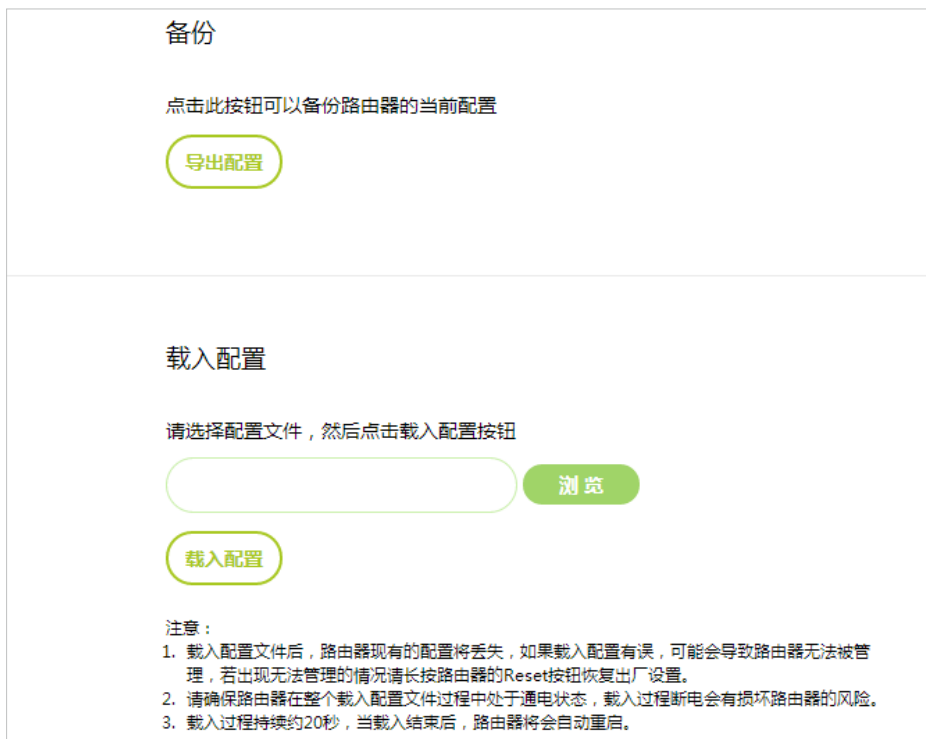 备份
点击此按钮可以备份路由器的当前配置
导出配置
载入配置
请选择配置文件，然后点击载入配置按钮
浏 览
载入配置
注意：
1. 载入配置文件后，路由器现有的配置将丢失，如果载入配置有误，可能会导致路由器无法被管
理，若出现无法管理的情况请长按路由器的Reset按钮恢复出厂设置。
2. 请确保路由器在整个载入配置文件过程中处于通电状态，载入过程断电会有损坏路由器的风险。
3. 载入过程持续约20秒，当载入结束后，路由器将会自动重启。